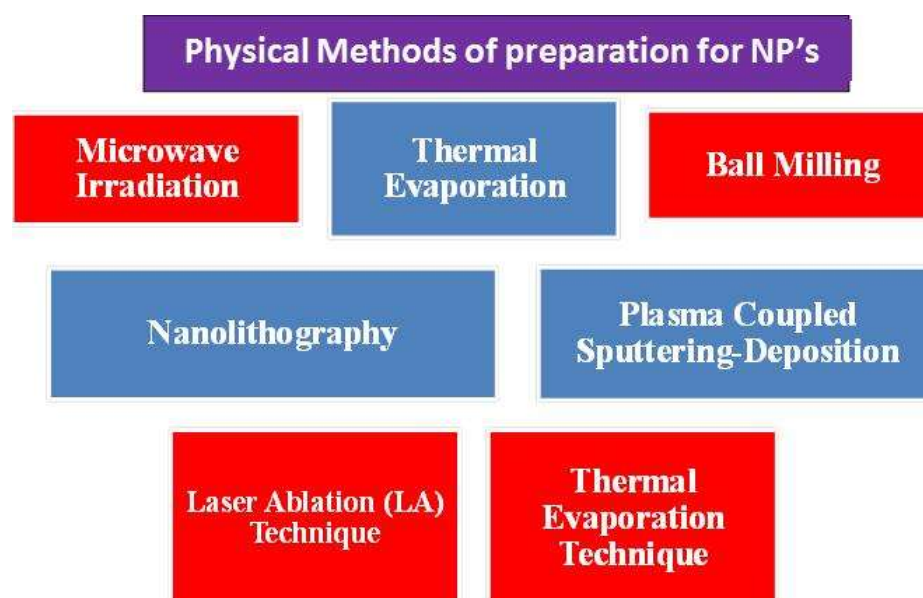 Physical Methods of preparation for NP's
Microwave
Irradiation
Thermal
Evaporation
Ball Milling
Nanolithography
Plasma Coupled
Sputtering-Deposition
Laser Ablation (LA)
Technique
Thermal
Evaporation
Technique